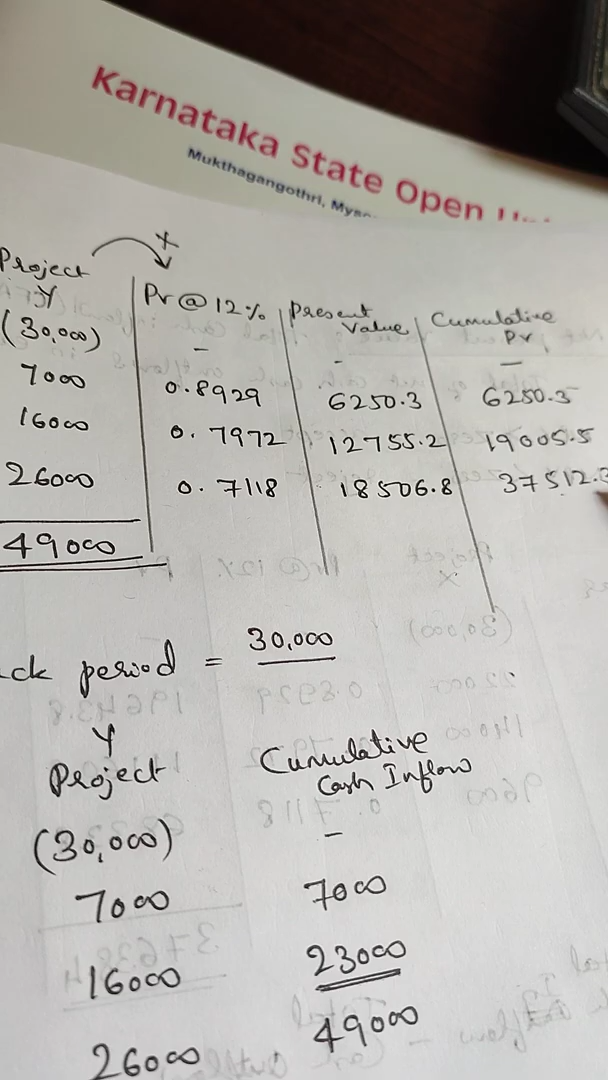 Karnataka State Open
Mukthagangothri,
Project Y Pv @ 12% Present Value Cumulative Pv
(30,000) - - -
7000 0.8929 6250.3 6250.3
16000 0.7972 12755.2 19005.5
26000 0.7118 18506.8 37512.3
49000
period = 30,000
Y
Project Cumulative Cash Inflow
(30,000) -
7000 7000
16000 23000
26000 49000